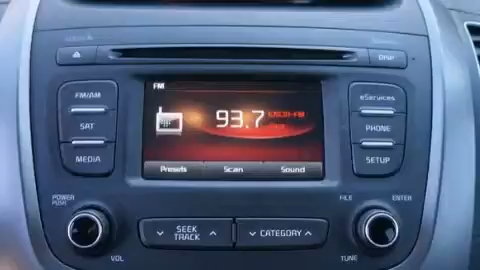 DISP
FM/AM
SAT
MEDIA
FM
93.7
Presets
Scan
Sound
eServices
PHONE
SETUP
POWER
PUSH
VOL
SEEK
TRACK
CATEGORY
FILE
ENTER
TUNE